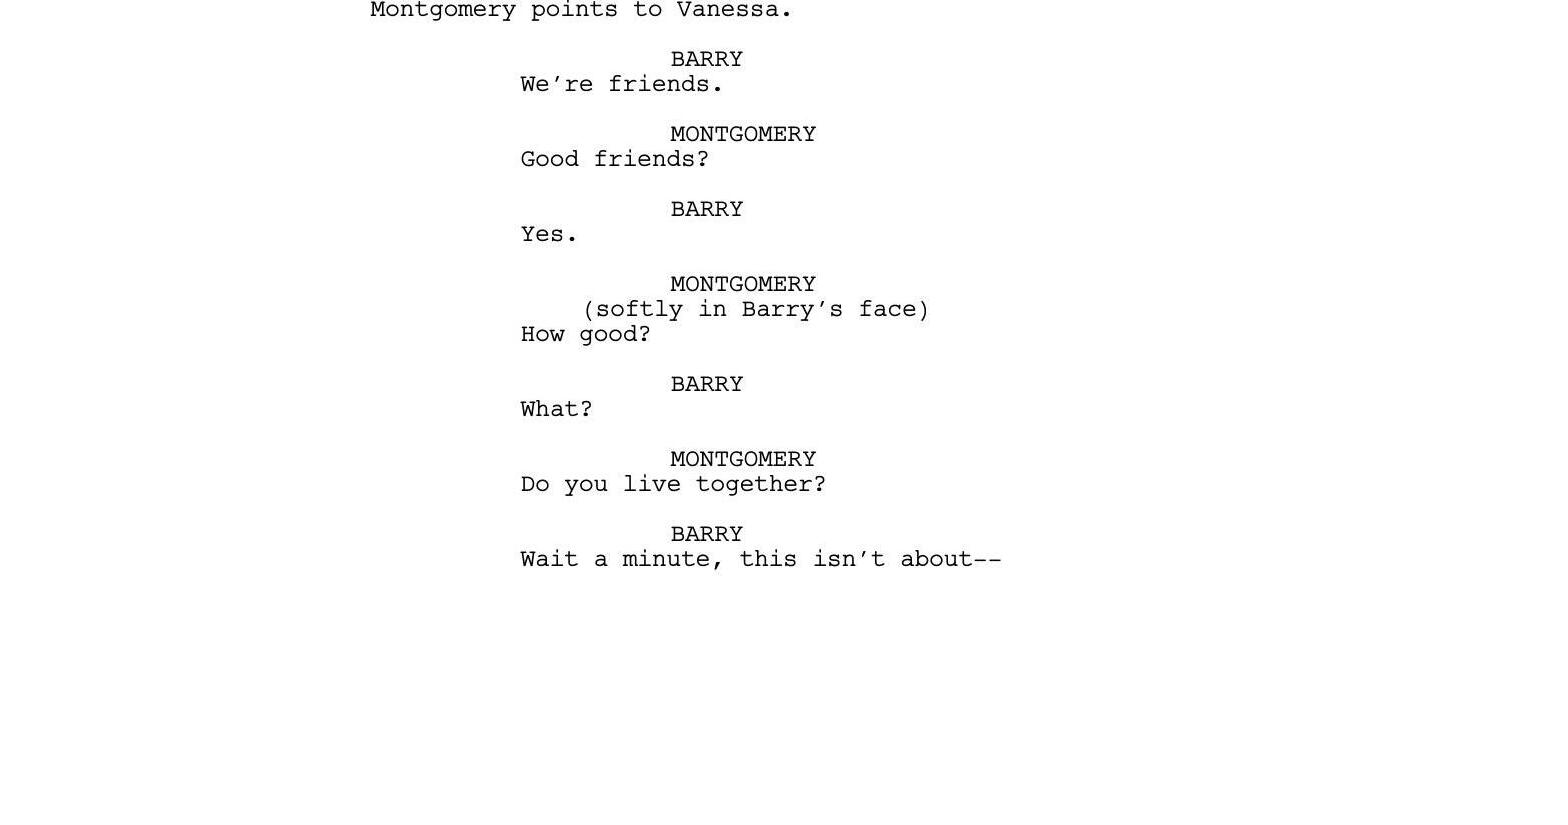 Montgomery points to Vanessa.
BARRY
We’re friends.
MONTGOMERY
Good friends?
BARRY
Yes.
MONTGOMERY
(softly in Barry’s face)
How good?
BARRY
What?
MONTGOMERY
Do you live together?
BARRY
Wait a minute, this isn’t about--